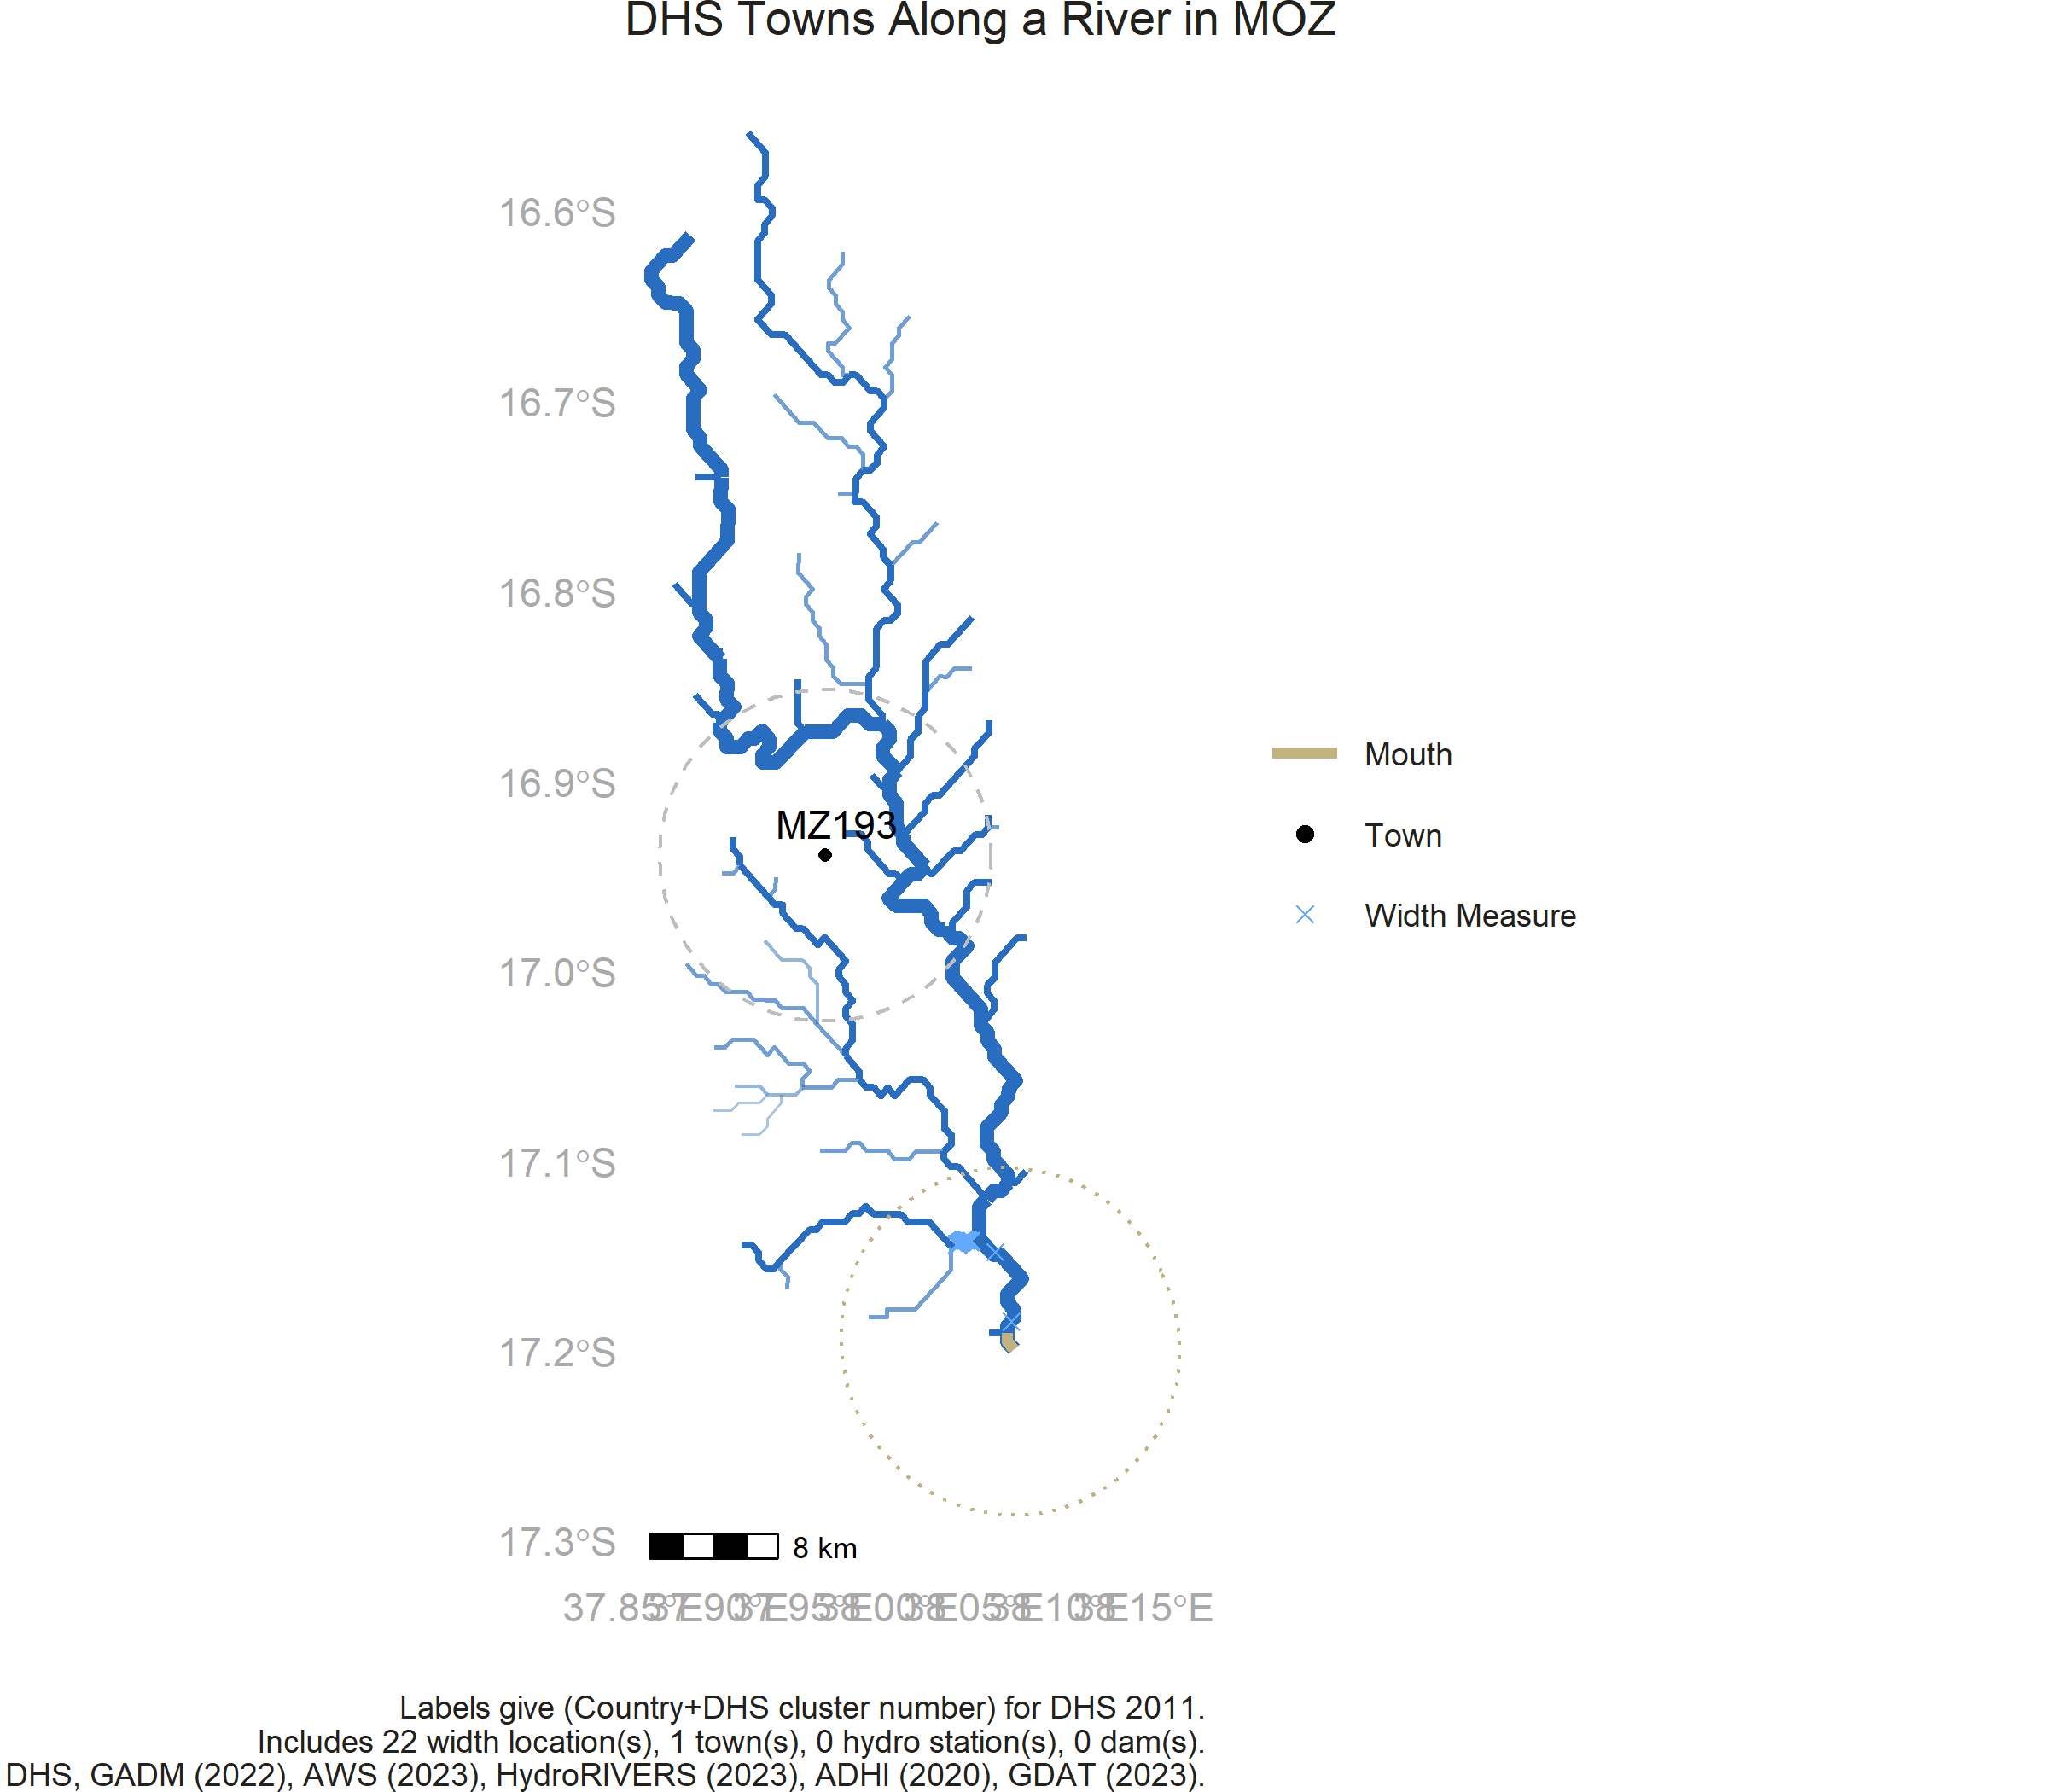 DHS Towns Along a River in MOZ
16.6°S
16.7°S
16.8°S
16.9°S
17.0°S
17.1°S
17.2°S
17.3°S
MZ193
Mouth
Town
Width Measure
8 km
37.85°E 37.90°E 37.95°E 38.00°E 38.05°E 38.10°E 38.15°E
Labels give (Country+DHS cluster number) for DHS 2011.
Includes 22 width location(s), 1 town(s), 0 hydro station(s), 0 dam(s).
DHS, GADM (2022), AWS (2023), HydroRIVERS (2023), ADHI (2020), GDAT (2023).